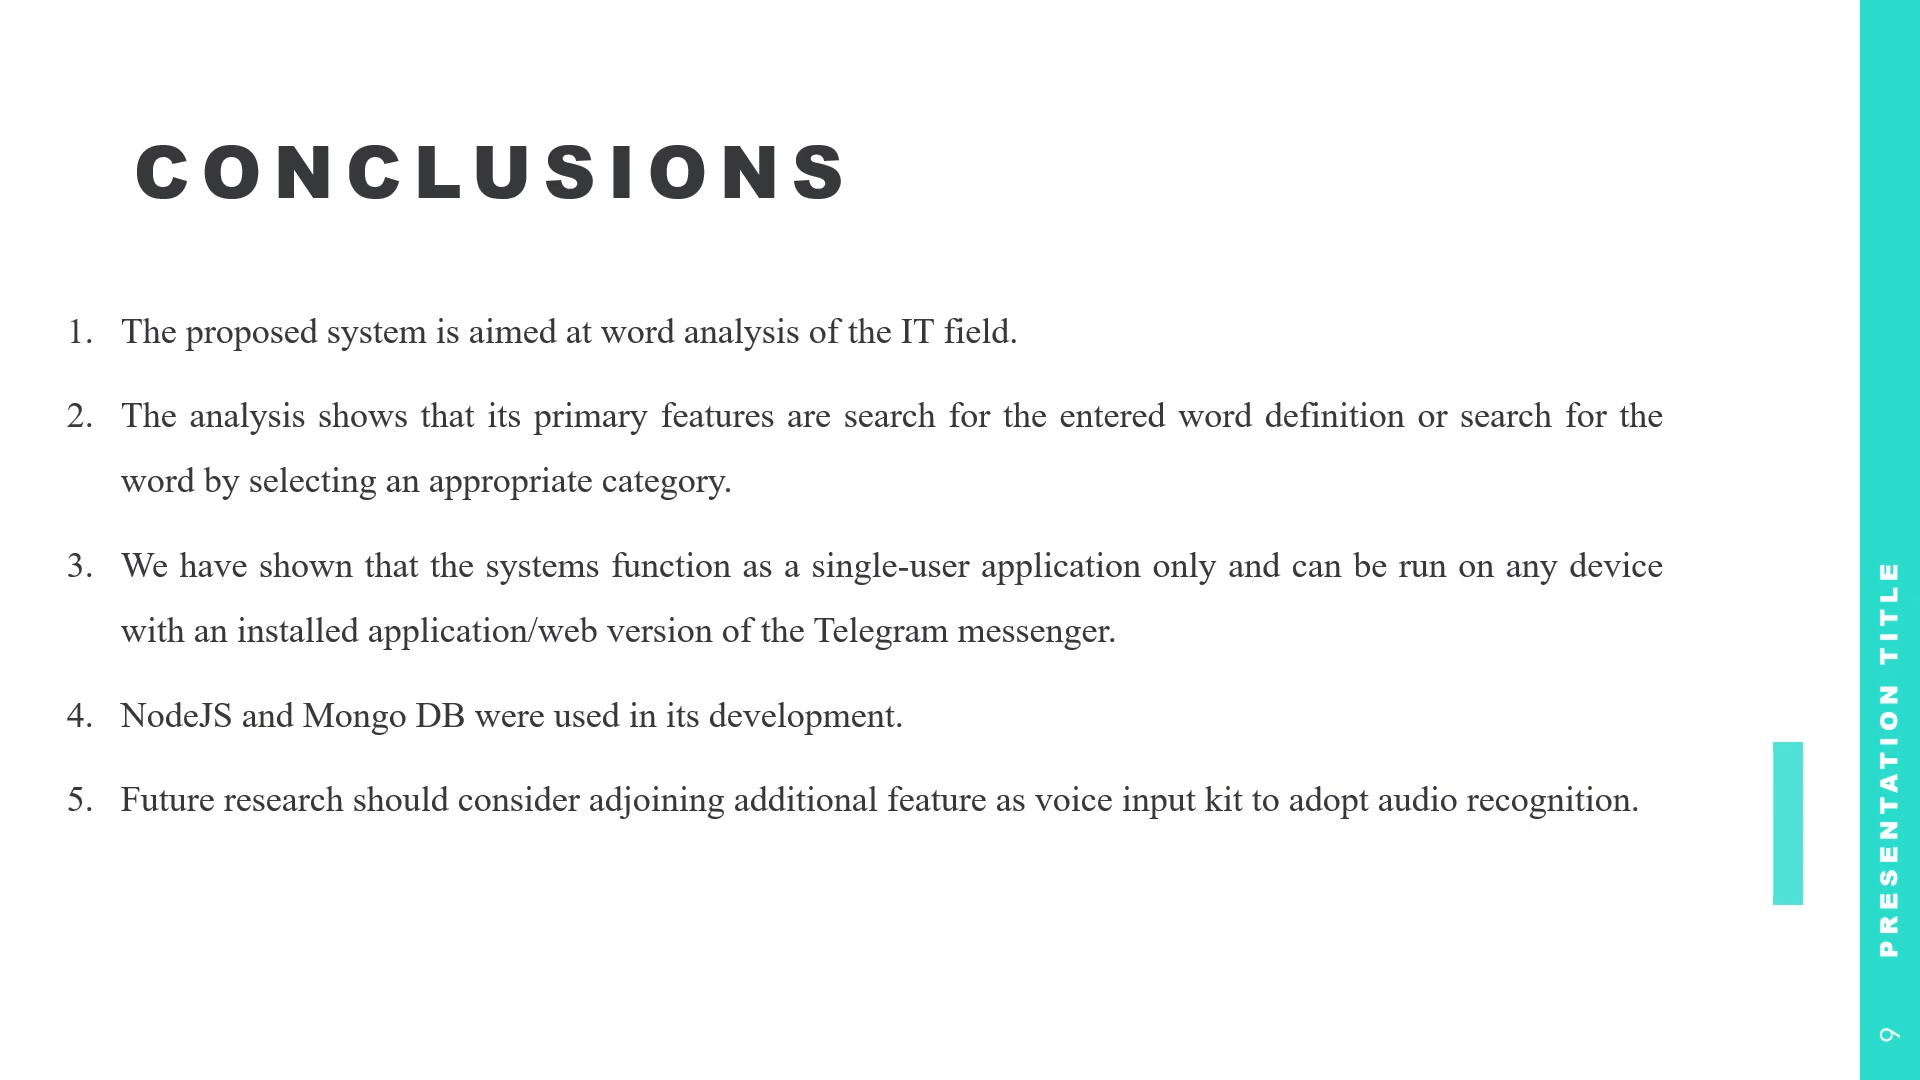 CONCLUSIONS
1. The proposed system is aimed at word analysis of the IT field.
2. The analysis shows that its primary features are search for the entered word definition or search for the
word by selecting an appropriate category.
3. We have shown that the systems function as a single-user application only and can be run on any device
with an installed application/web version of the Telegram messenger.
4. NodeJS and Mongo DB were used in its development.
5. Future research should consider adjoining additional feature as voice input kit to adopt audio recognition.
PRESENTATION TITLE
9